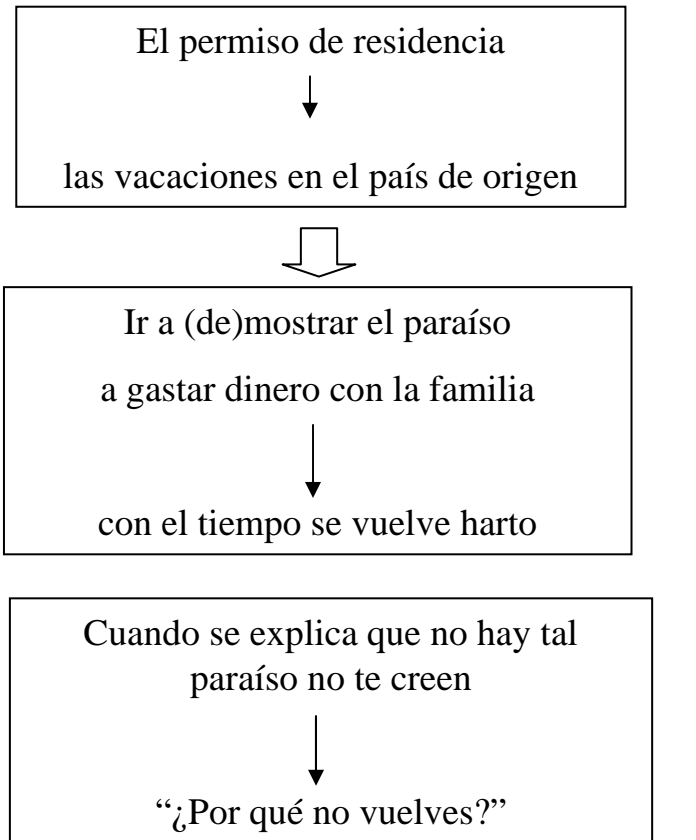 El permiso de residencia
las vacaciones en el país de origen
Ir a (de)mostrar el paraíso
a gastar dinero con la familia
con el tiempo se vuelve harto
Cuando se explica que no hay tal
paraíso no te creen
“¿Por qué no vuelves?”